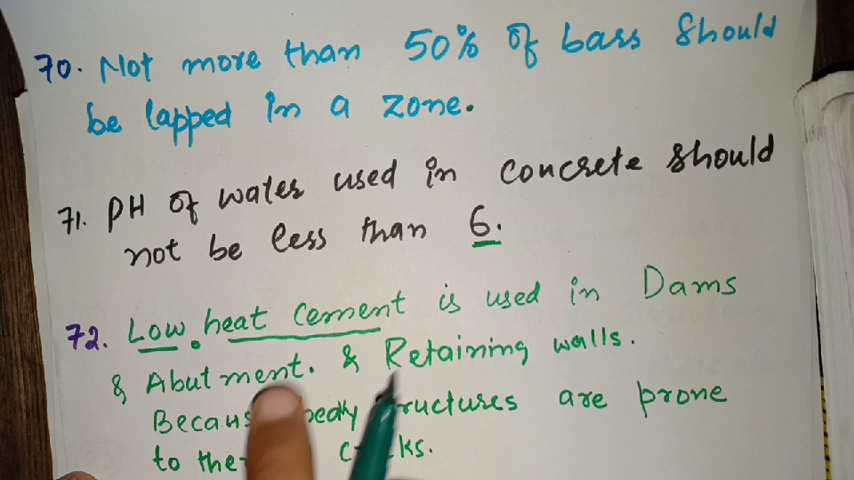 70. Not more than 50% of bars should
be lapped in a zone.
71. PH of water used in concrete should
not be less than 6.
72. Low heat cement is used in Dams
& Abutment. & Retaining walls.
structures are prone
to